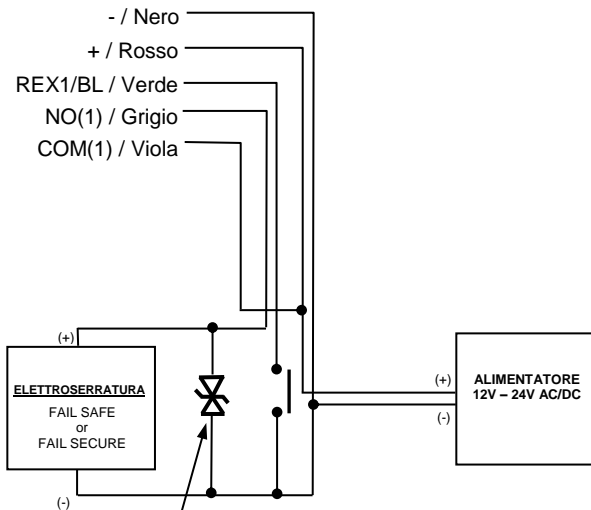 - / Nero
+ / Rosso
REX1/BL / Verde
NO(1) / Grigio
COM(1) / Viola
(+)
ELETTROSERRATURA
FAIL SAFE
or
FAIL SECURE
(-)
(+)
(-)
ALIMENTATORE
12V – 24V AC/DC